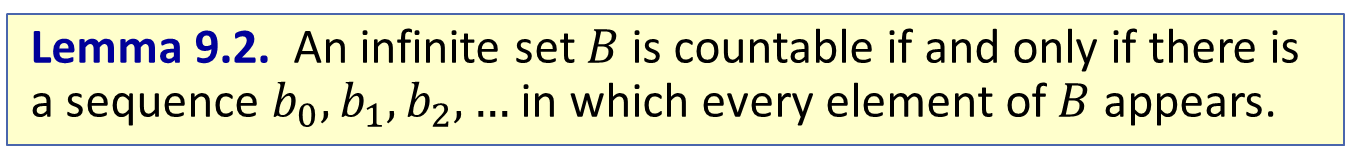 Lemma 9.2. An infinite set B is countable if and only if there is
a sequence b₀, b₁, b₂, … in which every element of B appears.